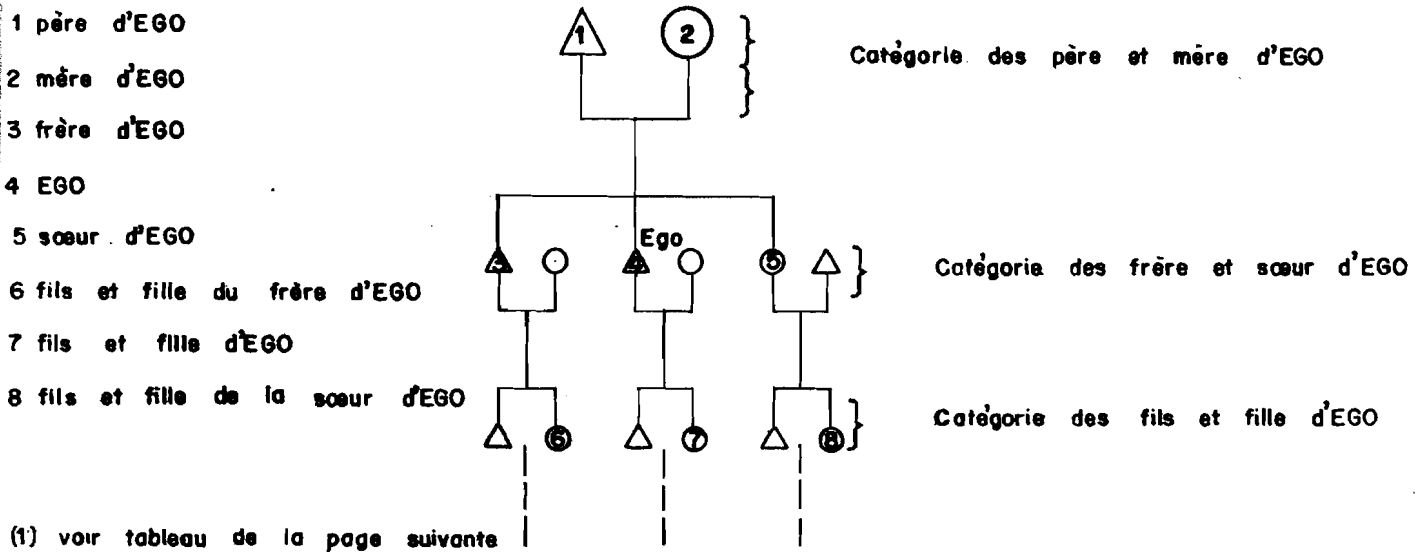 1 père d'EGO
2 mère d'EGO
3 frère d'EGO
4 EGO
5 sœur d'EGO
6 fils et fille du frère d'EGO
7 fils et fille d'EGO
8 fils et fille de la sœur d'EGO
(1) voir tableau de la page suivante
1 2
Catégorie des père et mère d'EGO
Ego
3 4 5
Catégorie des frère et sœur d'EGO
6 7 8
Catégorie des fils et fille d'EGO